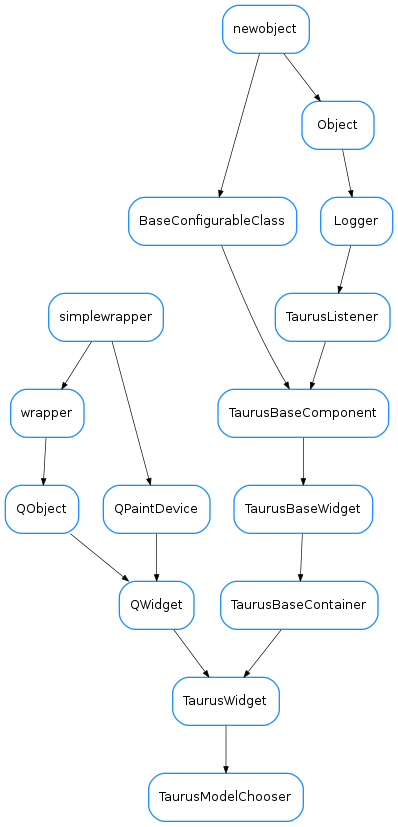 newobject
Object
BaseConfigurableClass
Logger
simplewrapper
TaurusListener
wrapper
TaurusBaseComponent
QObject
QPaintDevice
TaurusBaseWidget
QWidget
TaurusBaseContainer
TaurusWidget
TaurusModelChooser